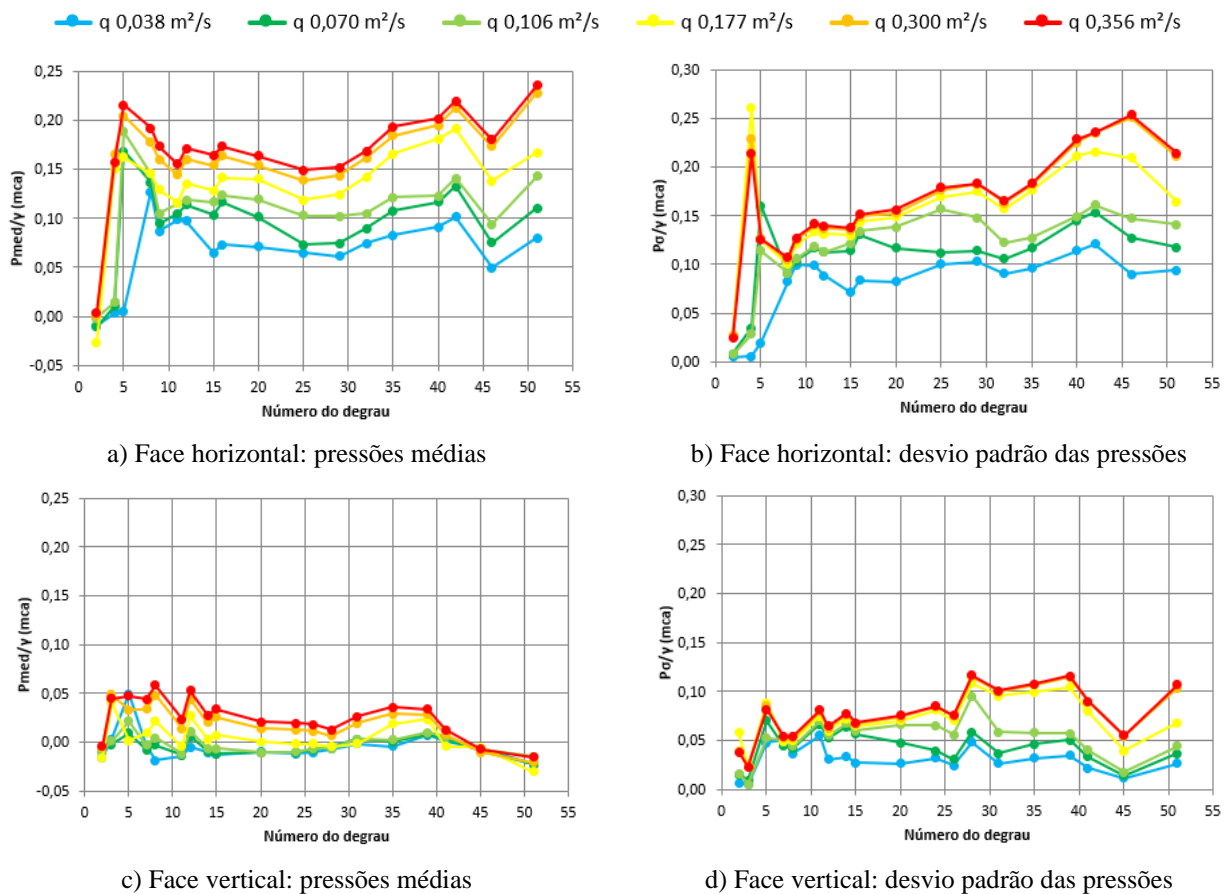 q 0,038 m²/s q 0,070 m²/s q 0,106 m²/s q 0,177 m²/s q 0,300 m²/s q 0,356 m²/s
0,25
0,20
0,15
0,10
0,05
0,00
-0,05
Pmed/γ (mca)
0 5 10 15 20 25 30 35 40 45 50 55
Número do degrau
a) Face horizontal: pressões médias
0,30
0,25
0,20
0,15
0,10
0,05
0,00
Pσ/γ (mca)
0 5 10 15 20 25 30 35 40 45 50 55
Número do degrau
b) Face horizontal: desvio padrão das pressões
0,25
0,20
0,15
0,10
0,05
0,00
-0,05
Pmed/γ (mca)
0 5 10 15 20 25 30 35 40 45 50 55
Número do degrau
c) Face vertical: pressões médias
0,30
0,25
0,20
0,15
0,10
0,05
0,00
Pσ/γ (mca)
0 5 10 15 20 25 30 35 40 45 50 55
Número do degrau
d) Face vertical: desvio padrão das pressões